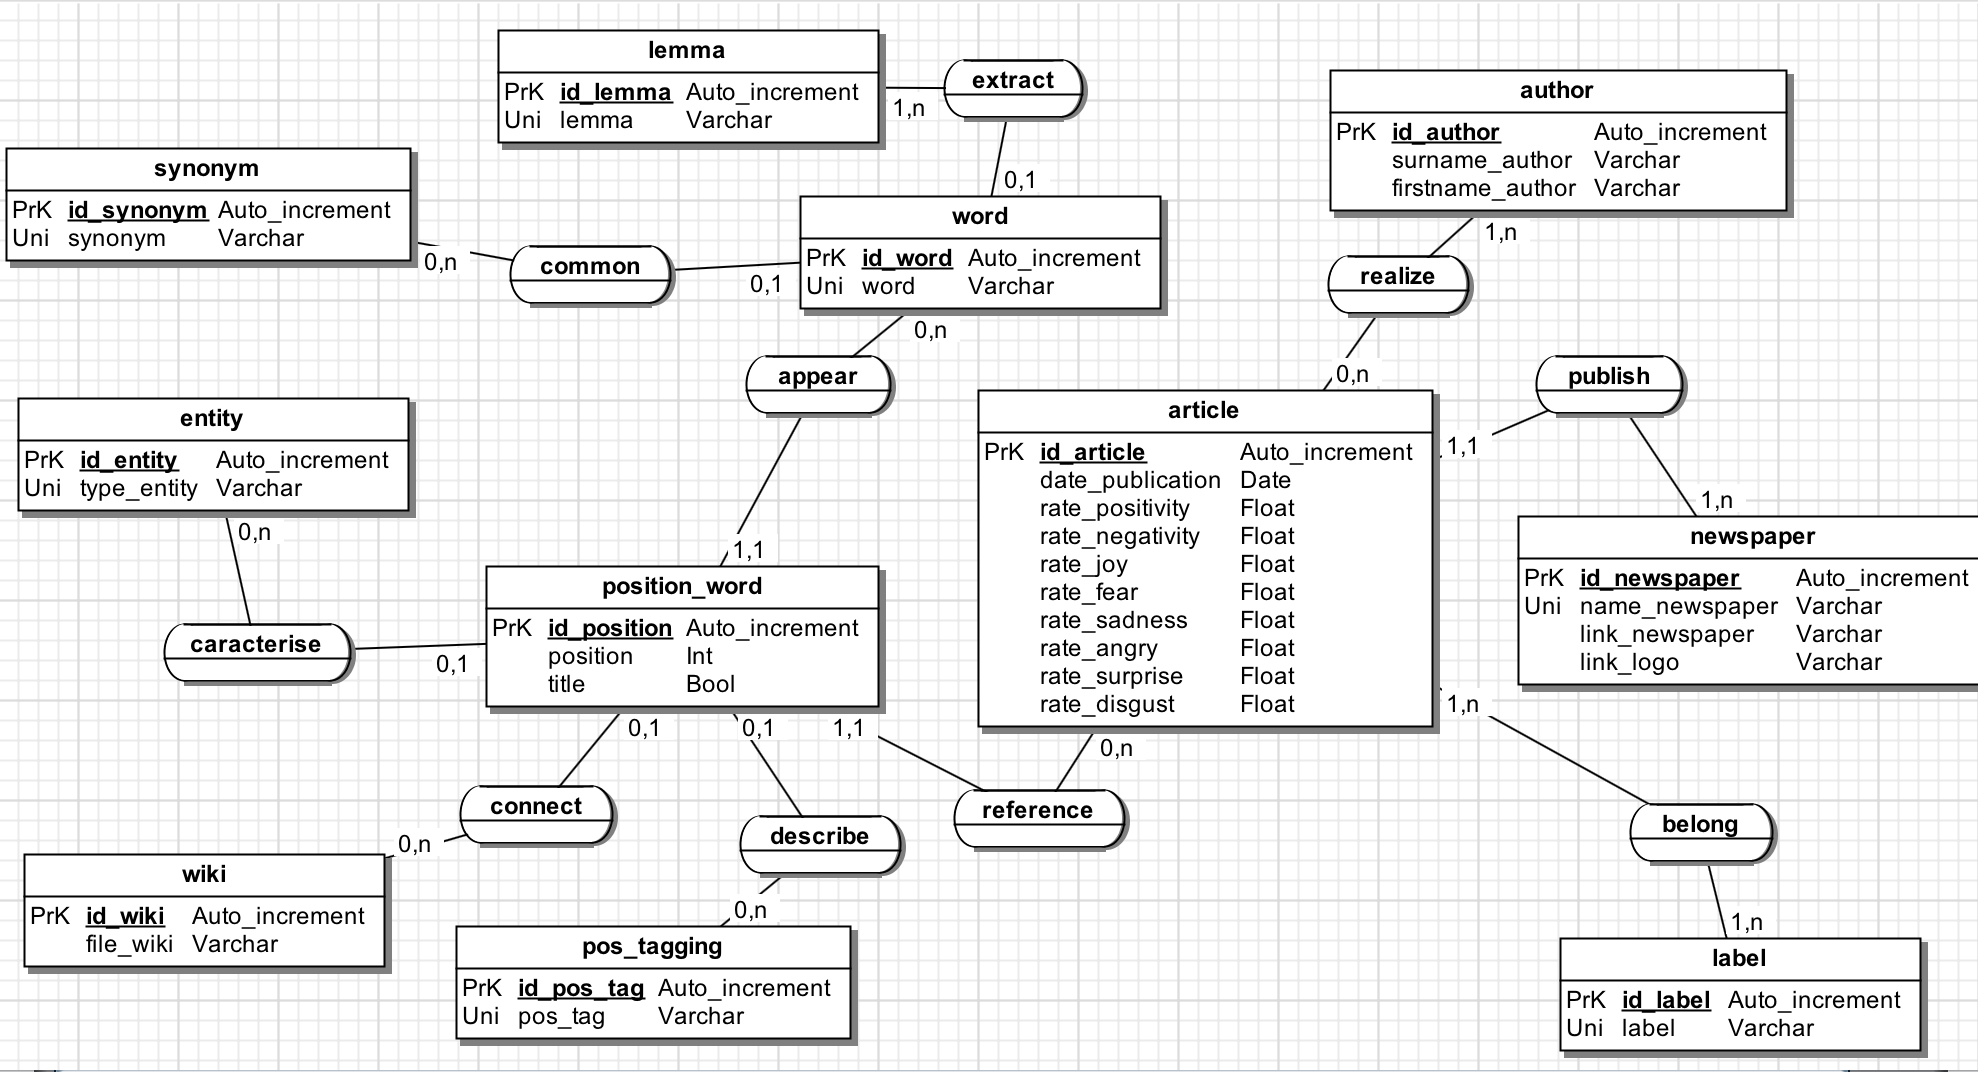 lemma
PrK id_lemma Auto_increment
Uni lemma Varchar
1,n
extract
0,1
author
PrK id_author Auto_increment
surname_author Varchar
firstname_author Varchar
1,n
realize
0,n
synonym
PrK id_synonym Auto_increment
Uni synonym Varchar
0,n
common
0,1
word
PrK id_word Auto_increment
Uni word Varchar
0,n
appear
1,1
publish
1,1
1,n
entity
PrK id_entity Auto_increment
Uni type_entity Varchar
0,n
caracterise
0,1
article
PrK id_article Auto_increment
date_publication Date
rate_positivity Float
rate_negativity Float
rate_joy Float
rate_fear Float
rate_sadness Float
rate_angry Float
rate_surprise Float
rate_disgust Float
newspaper
PrK id_newspaper Auto_increment
Uni name_newspaper Varchar
link_newspaper Varchar
link_logo Varchar
position_word
PrK id_position Auto_increment
position Int
title Bool
0,1
0,1
1,1
0,n
1,n
connect
0,n
describe
0,n
reference
belong
1,n
wiki
PrK id_wiki Auto_increment
file_wiki Varchar
pos_tagging
PrK id_pos_tag Auto_increment
Uni pos_tag Varchar
label
PrK id_label Auto_increment
Uni label Varchar